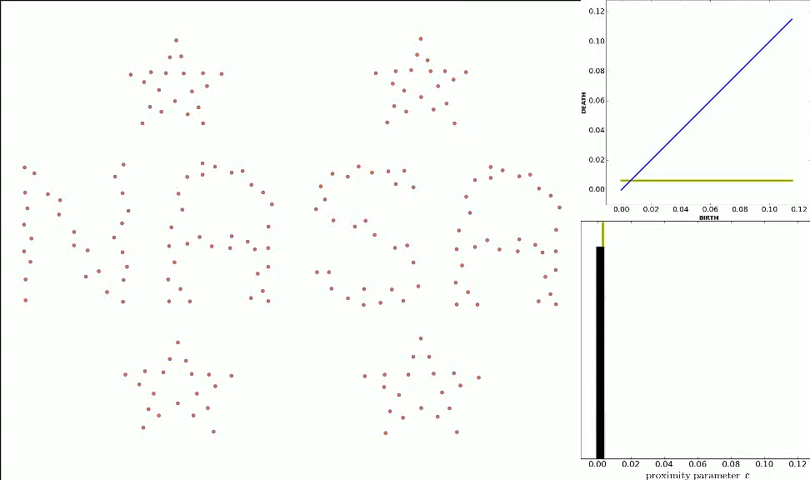 NASA
0.12
0.10
0.08
0.06
0.04
0.02
0.00
DEATH
0.00 0.02 0.04 0.06 0.08 0.10 0.12
BIRTH
0.00 0.02 0.04 0.06 0.08 0.10 0.12
proximity parameter ε